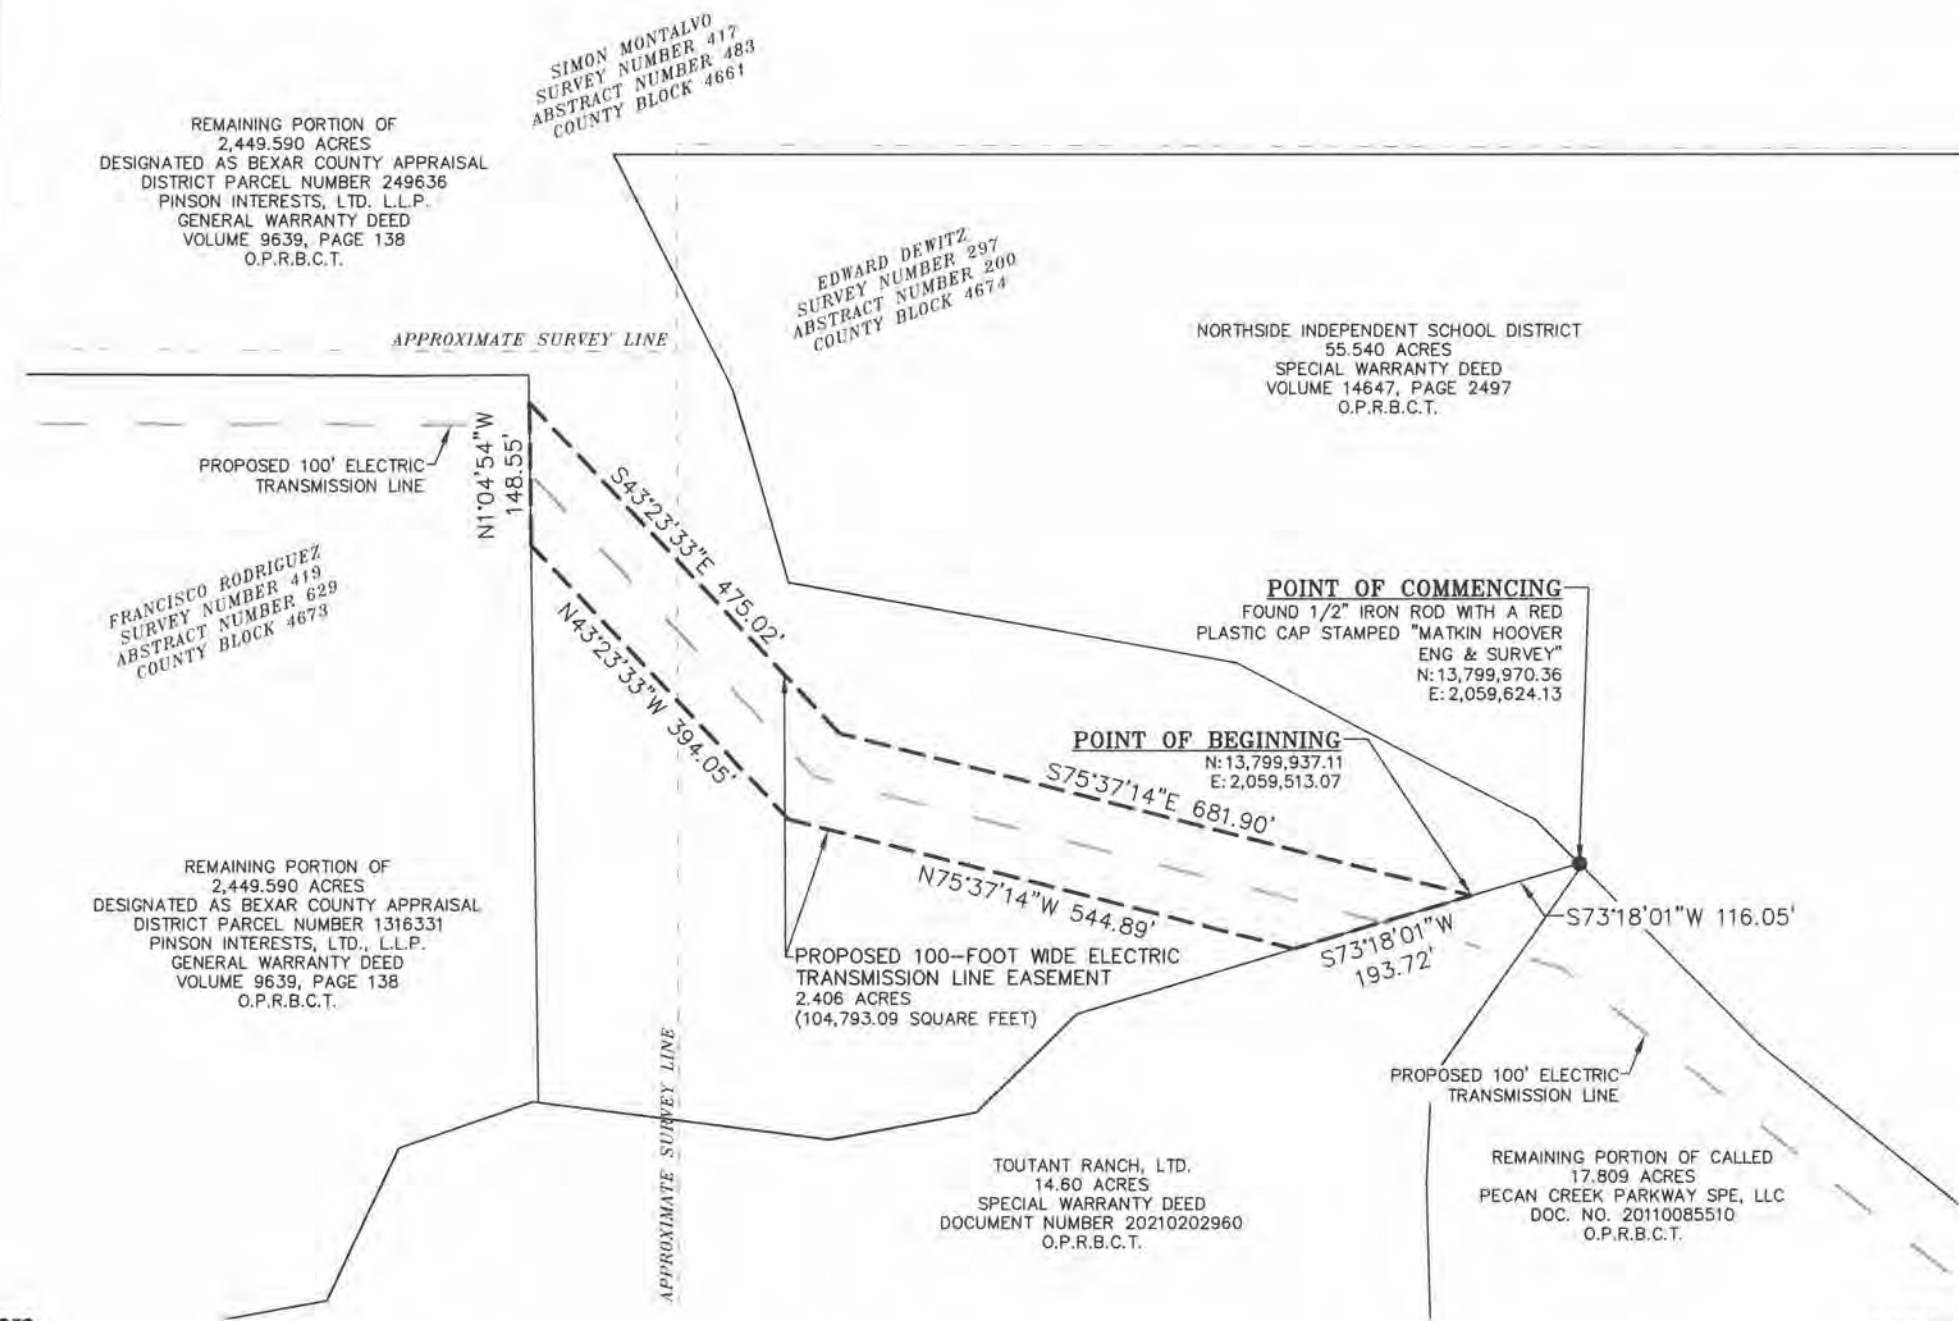 SIMON MONTALVO
SURVEY NUMBER 417
ABSTRACT NUMBER 483
COUNTY BLOCK 4661
REMAINING PORTION OF
2,449.590 ACRES
DESIGNATED AS BEXAR COUNTY APPRAISAL
DISTRICT PARCEL NUMBER 249636
PINSON INTERESTS, LTD. L.L.P.
GENERAL WARRANTY DEED
VOLUME 9639, PAGE 138
O.P.R.B.C.T.
EDWARD DEWITZ
SURVEY NUMBER 297
ABSTRACT NUMBER 200
COUNTY BLOCK 4674
NORTHSIDE INDEPENDENT SCHOOL DISTRICT
55.540 ACRES
SPECIAL WARRANTY DEED
VOLUME 14647, PAGE 2497
O.P.R.B.C.T.
APPROXIMATE SURVEY LINE
PROPOSED 100' ELECTRIC
TRANSMISSION LINE
N1°04'54"W
148.55'
S43°23'33"E 475.02'
N43°23'33"W 394.05'
FRANCISCO RODRIGUEZ
SURVEY NUMBER 419
ABSTRACT NUMBER 629
COUNTY BLOCK 4673
POINT OF COMMENCING
FOUND 1/2" IRON ROD WITH A RED
PLASTIC CAP STAMPED "MATKIN HOOVER
ENG & SURVEY"
N:13,799,970.36
E:2,059,624.13
POINT OF BEGINNING
N:13,799,937.11
E:2,059,513.07
S75°37'14"E 681.90'
N75°37'14"W 544.89'
S73°18'01"W
193.72'
S73°18'01"W 116.05'
REMAINING PORTION OF
2,449.590 ACRES
DESIGNATED AS BEXAR COUNTY APPRAISAL
DISTRICT PARCEL NUMBER 1316331
PINSON INTERESTS, LTD., L.L.P.
GENERAL WARRANTY DEED
VOLUME 9639, PAGE 138
O.P.R.B.C.T.
PROPOSED 100-FOOT WIDE ELECTRIC
TRANSMISSION LINE EASEMENT
2.406 ACRES
(104,793.09 SQUARE FEET)
APPROXIMATE SURVEY LINE
PROPOSED 100' ELECTRIC
TRANSMISSION LINE
TOUTANT RANCH, LTD.
14.60 ACRES
SPECIAL WARRANTY DEED
DOCUMENT NUMBER 20210202960
O.P.R.B.C.T.
REMAINING PORTION OF CALLED
17.809 ACRES
PECAN CREEK PARKWAY SPE, LLC
DOC. NO. 20110085510
O.P.R.B.C.T.